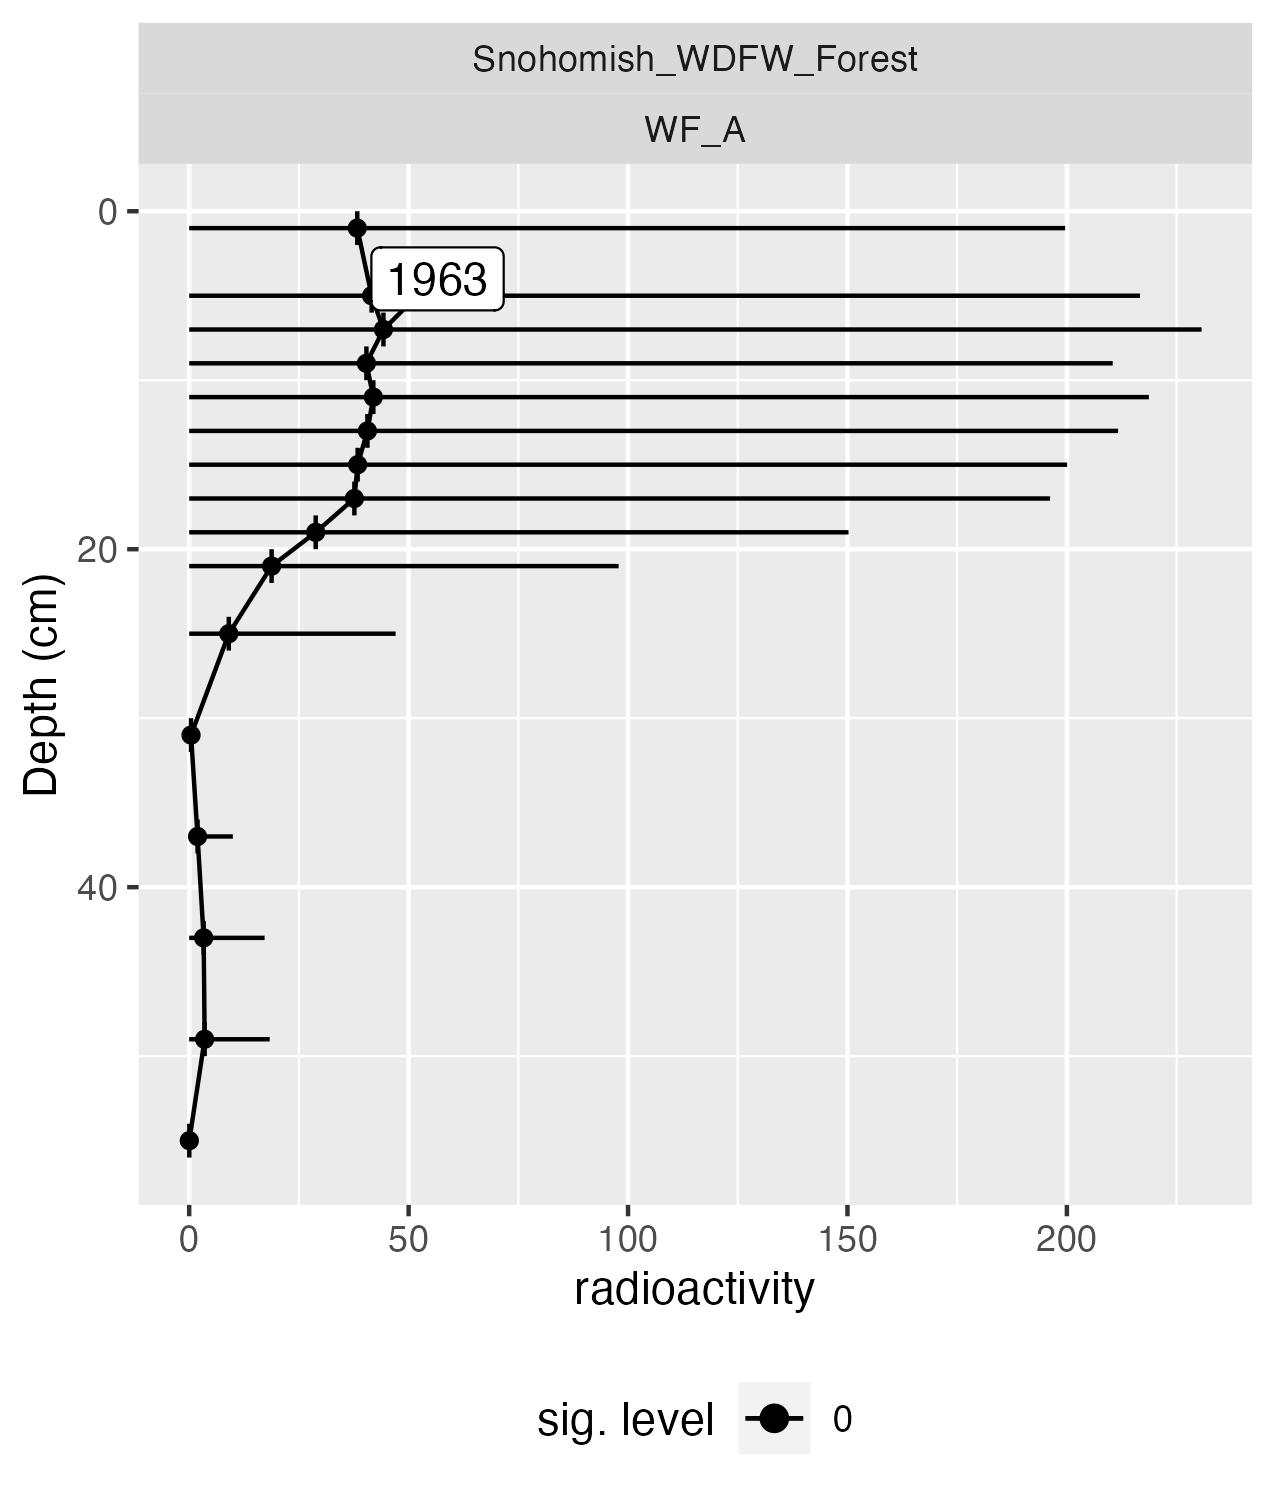 Snohomish_WDFW_Forest
WF_A
0
1963
20
40
Depth (cm)
0 50 100 150 200
radioactivity
sig. level 0